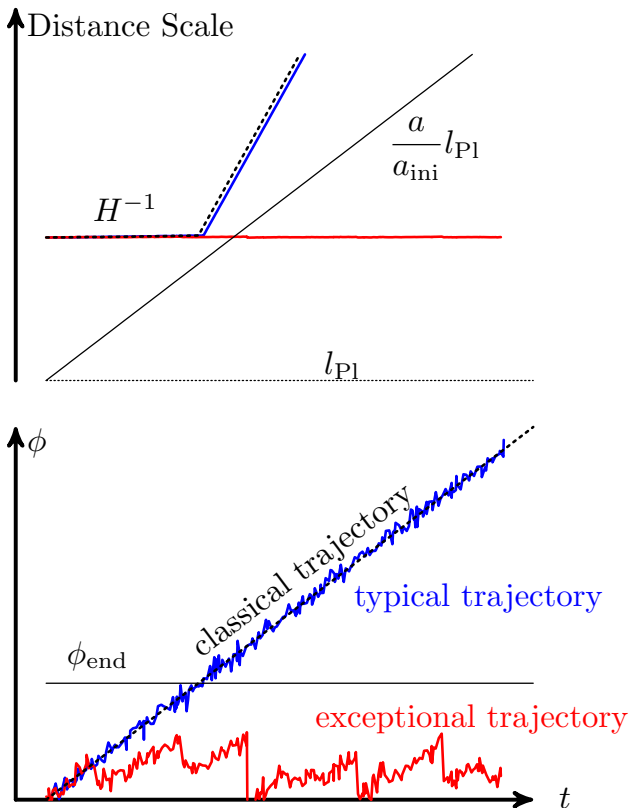 Distance Scale
a
a_ini l_Pl
H⁻¹
l_Pl
ϕ
classical trajectory
typical trajectory
ϕ_end
exceptional trajectory
t